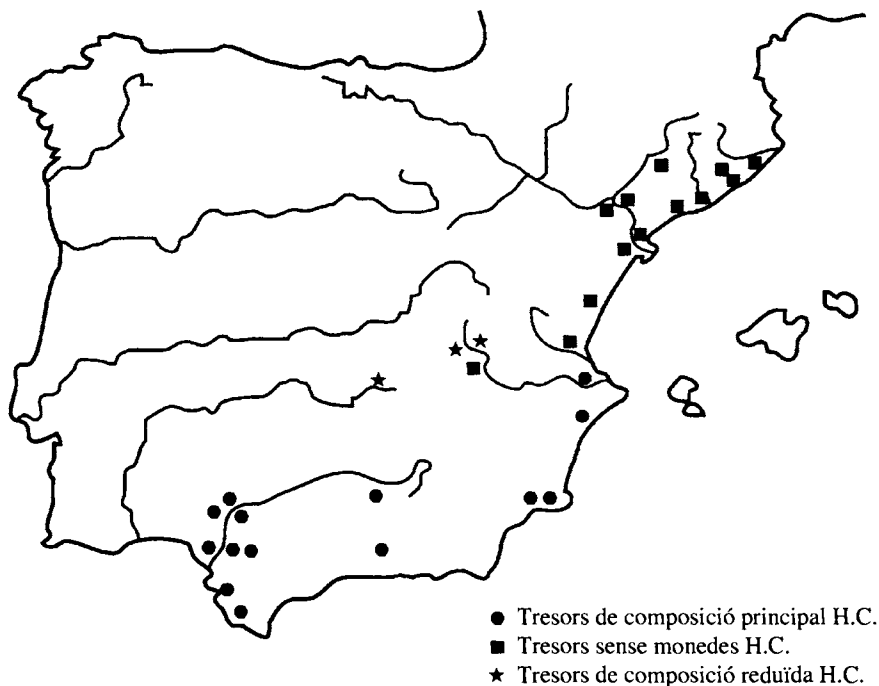 Tresors de composició principal H.C.
Tresors sense monedes H.C.
Tresors de composició reduïda H.C.